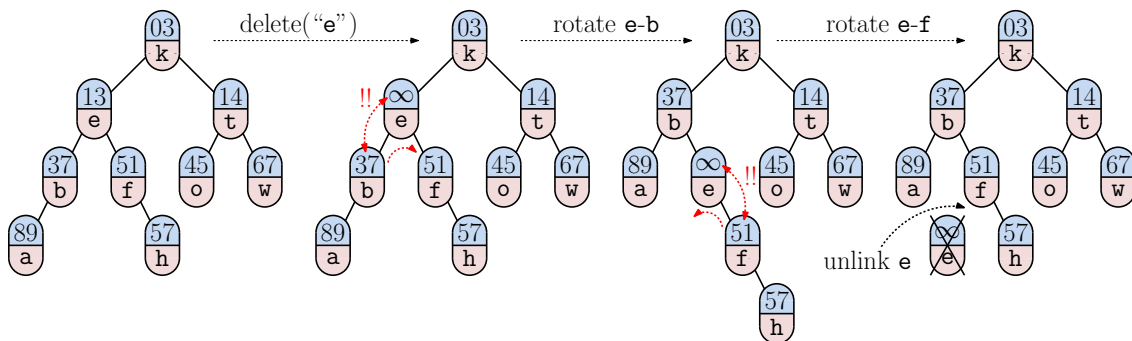 delete(“e”) rotate e-b rotate e-f
03 03 03 03
k k k k
13 14 ∞ 14 37 14 37 14
e t !! e t b t b t
37 51 45 67 37 51 45 67 89 ∞ 45 67 89 51 45 67
b f o w b f o w a e !! o w a f o w
89 57 89 57 51 ∞ 57
a h a h f unlink e e h
57
h